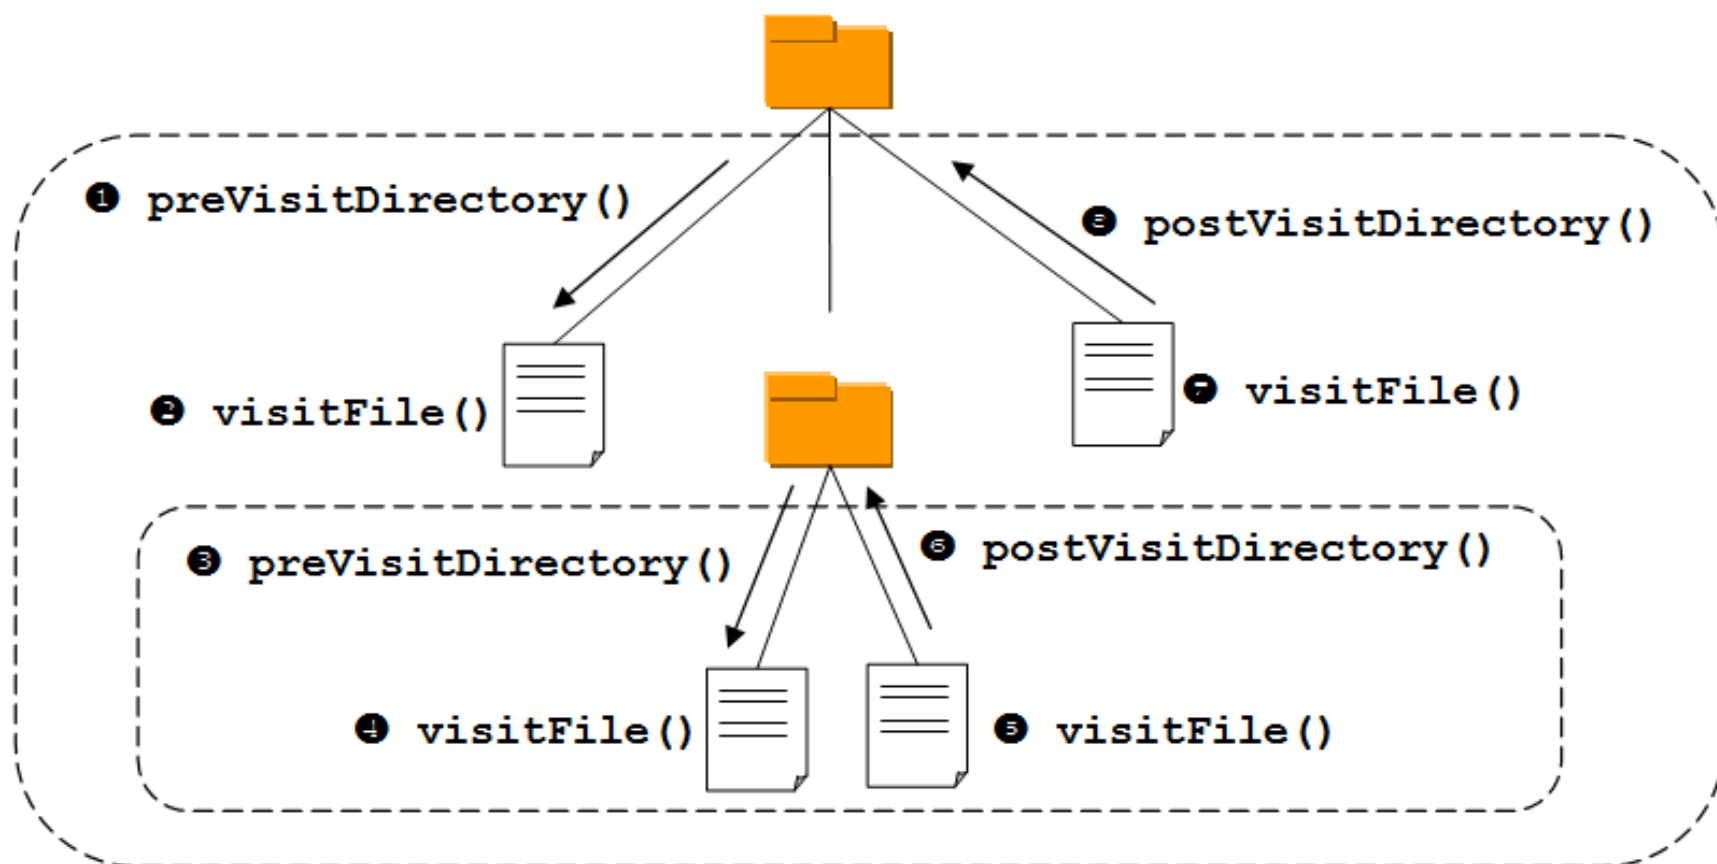 ❶ preVisitDirectory()
❽ postVisitDirectory()
❷ visitFile()
❼ visitFile()
❸ preVisitDirectory()
❻ postVisitDirectory()
❹ visitFile()
❺ visitFile()